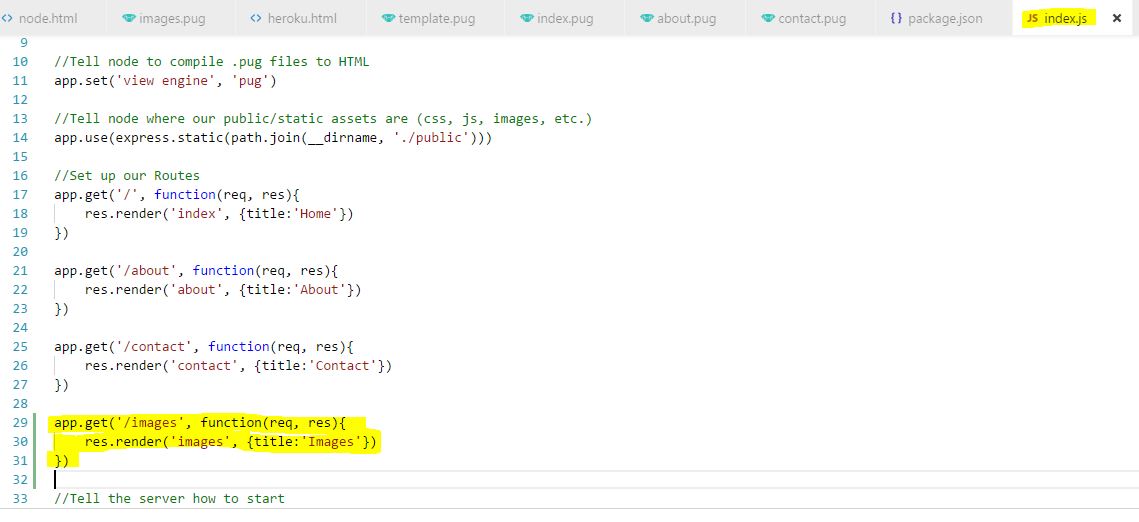 node.html images.pug heroku.html template.pug index.pug about.pug contact.pug {} package.json JS index.js ×
9
10 //Tell node to compile .pug files to HTML
11 app.set('view engine', 'pug')
12
13 //Tell node where our public/static assets are (css, js, images, etc.)
14 app.use(express.static(path.join(__dirname, './public')))
15
16 //Set up our Routes
17 app.get('/', function(req, res){
18     res.render('index', {title:'Home'})
19 })
20
21 app.get('/about', function(req, res){
22     res.render('about', {title:'About'})
23 })
24
25 app.get('/contact', function(req, res){
26     res.render('contact', {title:'Contact'})
27 })
28
29 app.get('/images', function(req, res){
30     res.render('images', {title:'Images'})
31 })
32
33 //Tell the server how to start